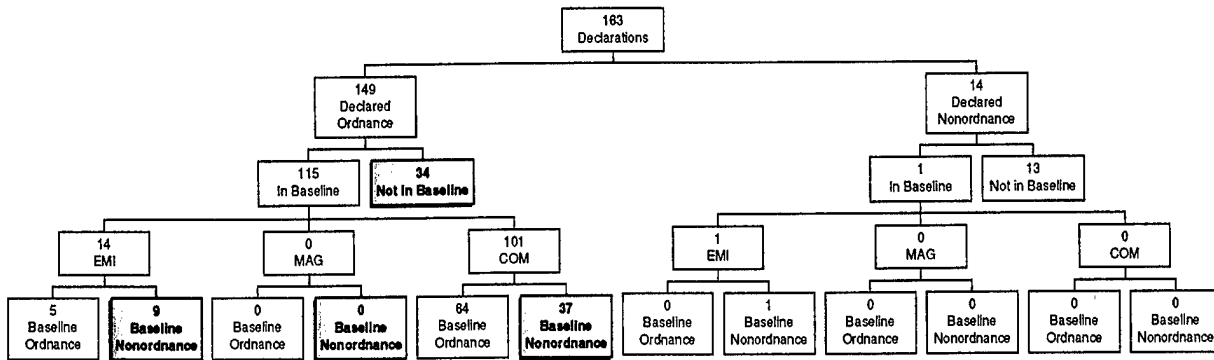 163
Declarations
149
Declared
Ordnance
14
Declared
Nonordnance
115
In Baseline
34
Not in Baseline
1
In Baseline
13
Not in Baseline
14
EMI
0
MAG
101
COM
1
EMI
0
MAG
0
COM
5
Baseline
Ordnance
9
Baseline
Nonordnance
0
Baseline
Ordnance
0
Baseline
Nonordnance
64
Baseline
Ordnance
37
Baseline
Nonordnance
0
Baseline
Ordnance
1
Baseline
Nonordnance
0
Baseline
Ordnance
0
Baseline
Nonordnance
0
Baseline
Ordnance
0
Baseline
Nonordnance